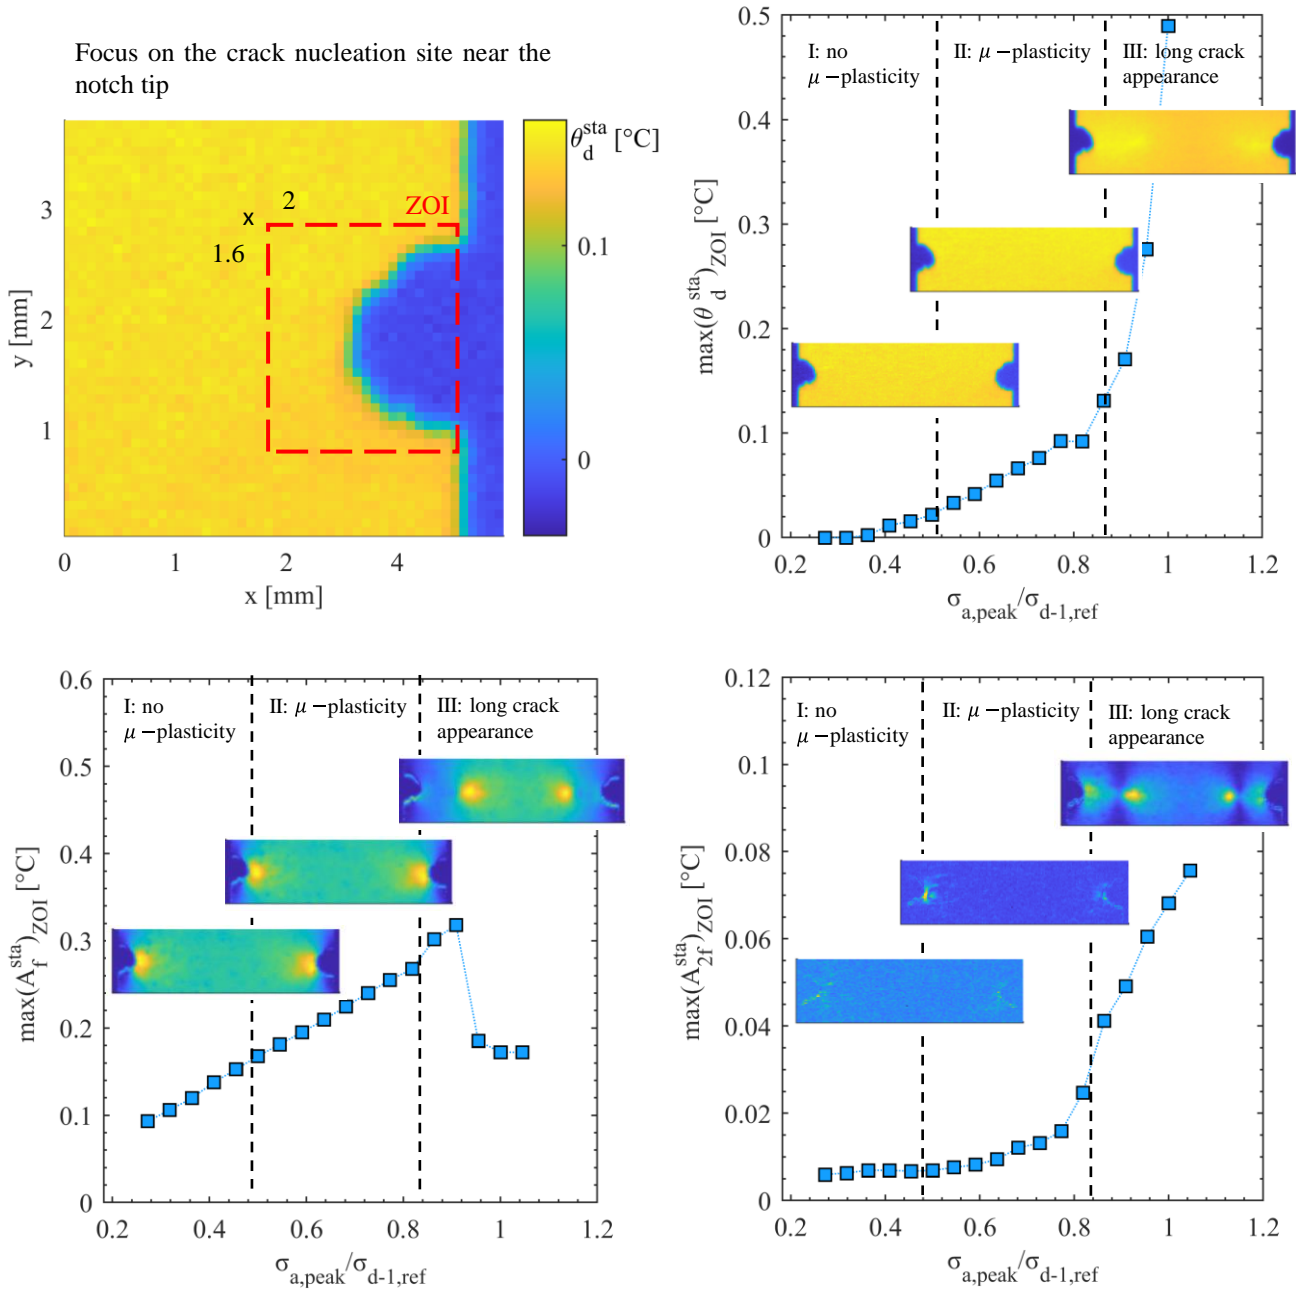 Focus on the crack nucleation site near the
notch tip
θ_d^sta [°C]
0.1
0
ZOI
2
x
1.6
3
2
1
y [mm]
0
1
2
4
x [mm]
0.5
0.4
0.3
0.2
0.1
0
max(θ_d^sta)_ZOI [°C]
I: no
μ−plasticity
II: μ−plasticity
III: long crack
appearance
0.2
0.4
0.6
0.8
1
1.2
σ_a,peak/σ_d-1,ref
0.6
0.5
0.4
0.3
0.2
0.1
0
max(A_f^sta)_ZOI [°C]
I: no
μ−plasticity
II: μ−plasticity
III: long crack
appearance
0.2
0.4
0.6
0.8
1
1.2
σ_a,peak/σ_d-1,ref
0.12
0.1
0.08
0.06
0.04
0.02
0
max(A_2f^sta)_ZOI [°C]
I: no
μ−plasticity
II: μ−plasticity
III: long crack
appearance
0.2
0.4
0.6
0.8
1
1.2
σ_a,peak/σ_d-1,ref